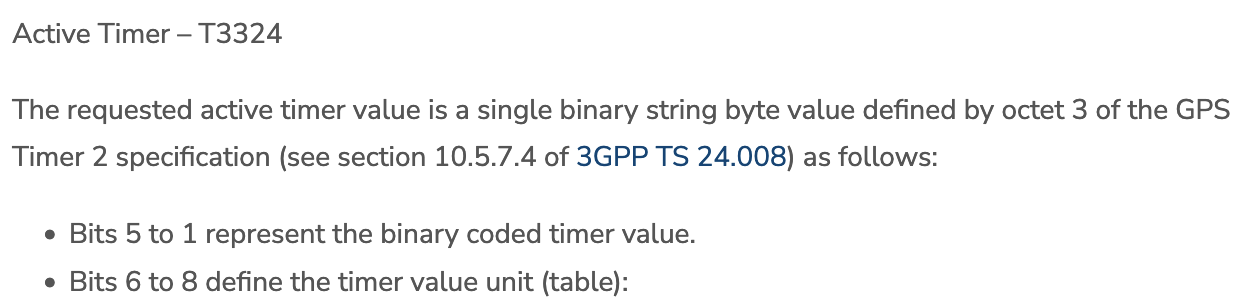 Active Timer – T3324
The requested active timer value is a single binary string byte value defined by octet 3 of the GPS
Timer 2 specification (see section 10.5.7.4 of 3GPP TS 24.008) as follows:
• Bits 5 to 1 represent the binary coded timer value.
• Bits 6 to 8 define the timer value unit (table):